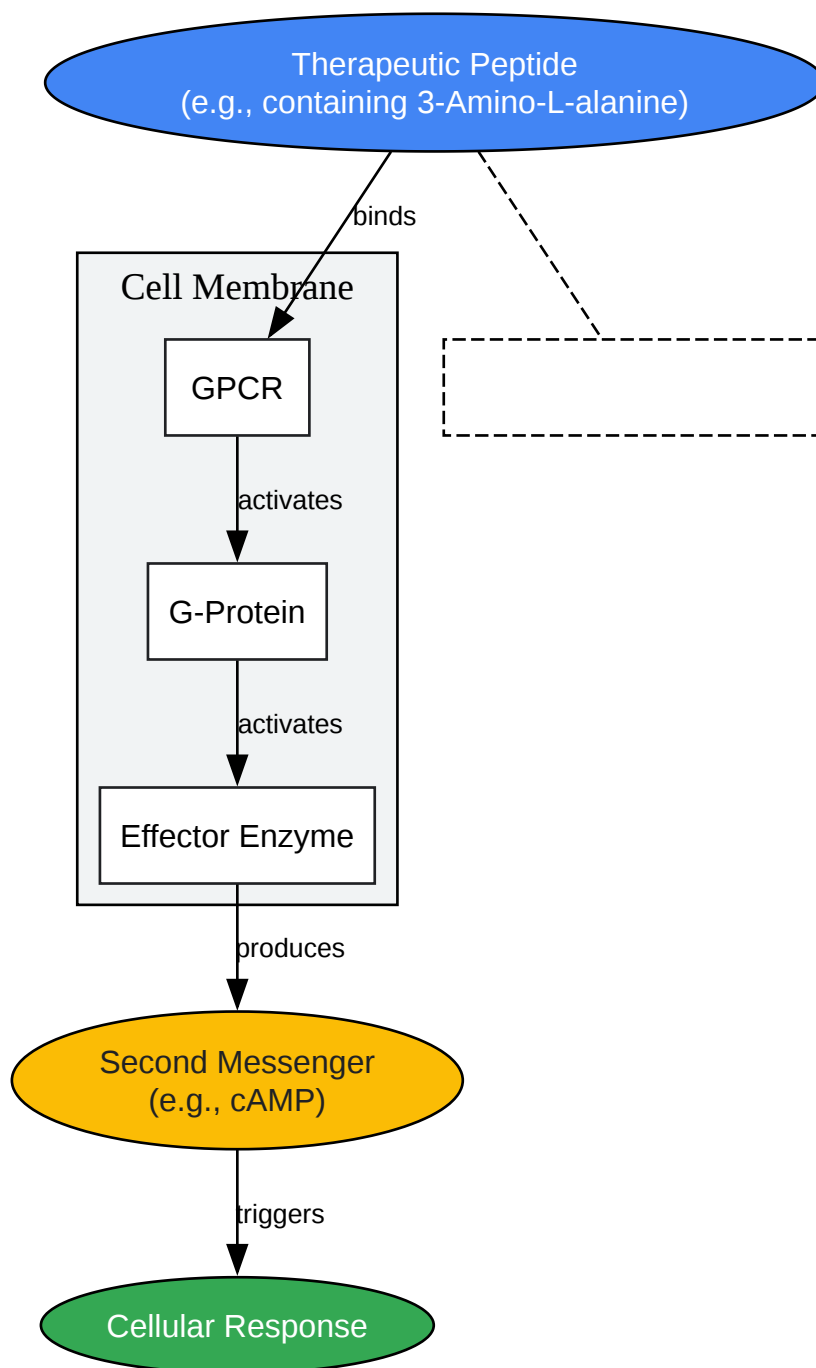 Therapeutic Peptide
(e.g., containing 3-Amino-L-alanine)
binds
Cell Membrane
GPCR
activates
G-Protein
activates
Effector Enzyme
produces
Second Messenger
(e.g., cAMP)
triggers
Cellular Response